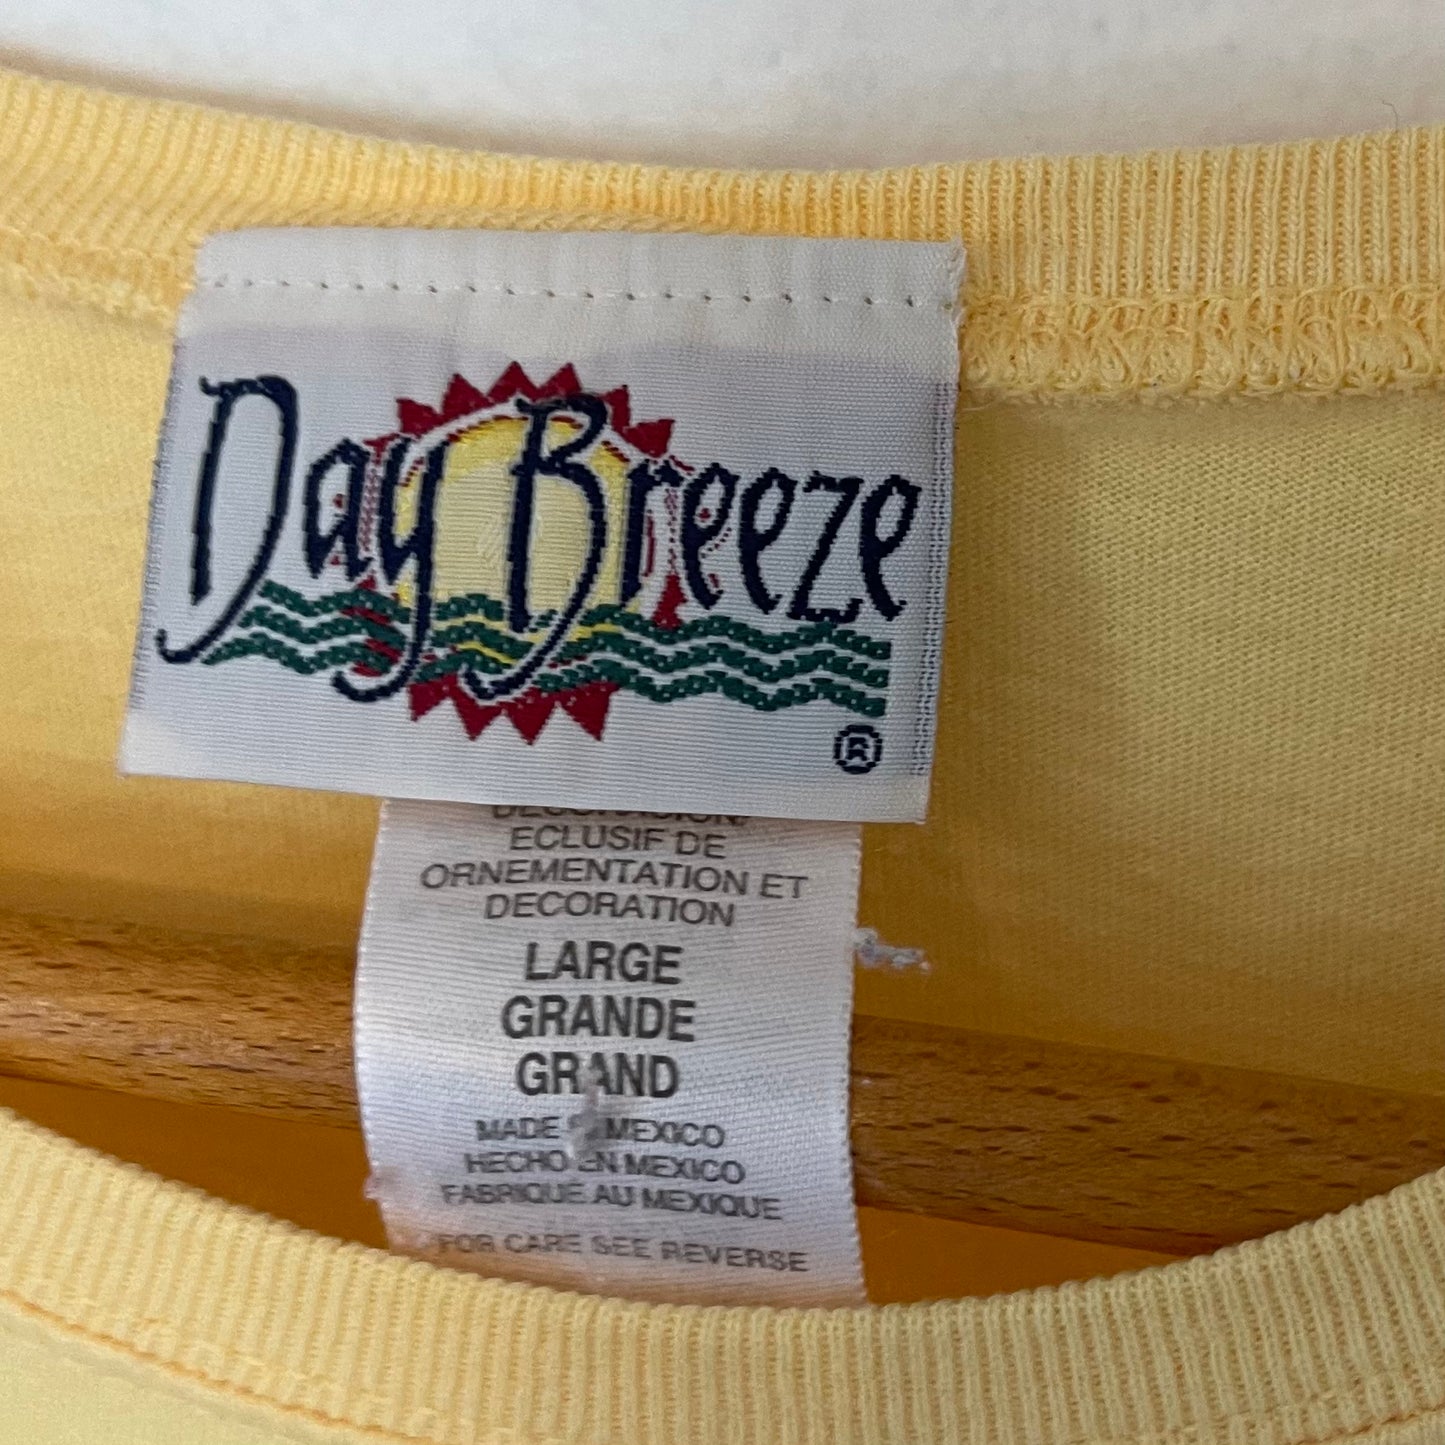 Day Breeze
®
ECLUSIF DE
ORNEMENTATION ET
DECORATION
LARGE
GRANDE
GRAND
MADE MEXICO
HECHO EN MEXICO
FABRIQUÉ AU MEXIQUE
FOR CARE SEE REVERSE